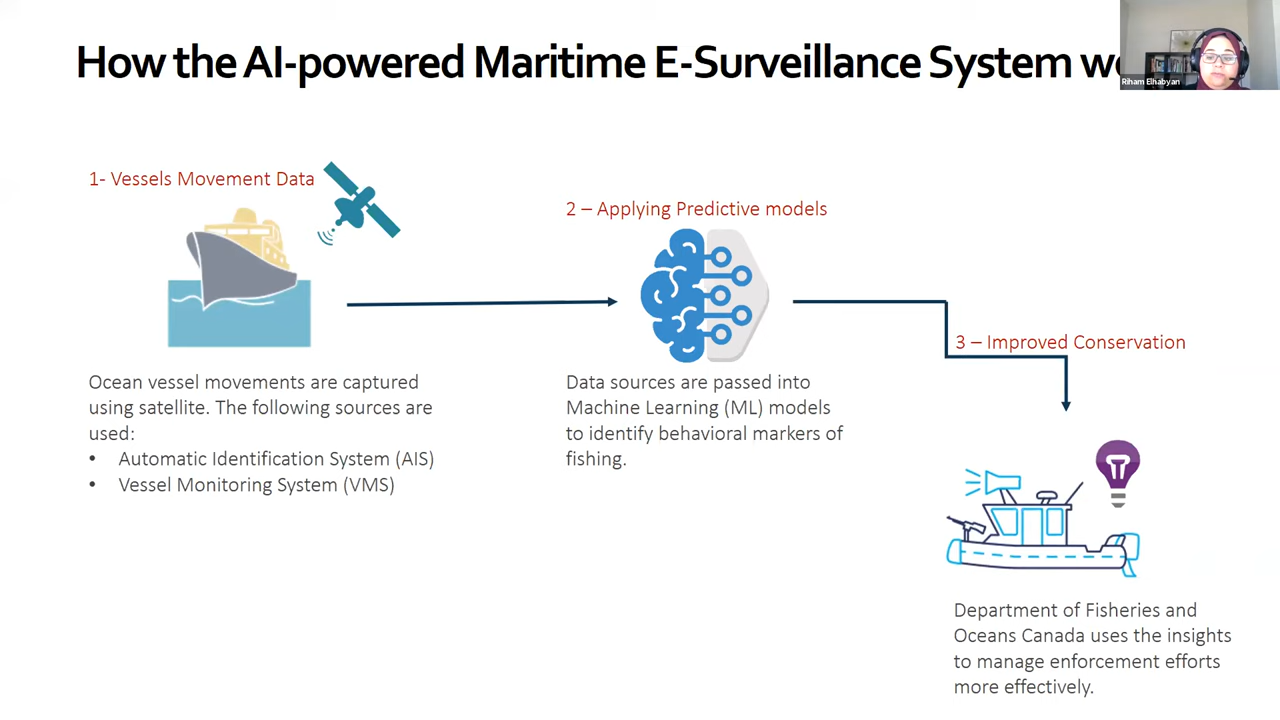 How the AI-powered Maritime E-Surveillance System
Riham Elhabyan
1- Vessels Movement Data
2 – Applying Predictive models
3 – Improved Conservation
Ocean vessel movements are captured
using satellite. The following sources are
used:
• Automatic Identification System (AIS)
• Vessel Monitoring System (VMS)
Data sources are passed into
Machine Learning (ML) models
to identify behavioral markers of
fishing.
Department of Fisheries and
Oceans Canada uses the insights
to manage enforcement efforts
more effectively.